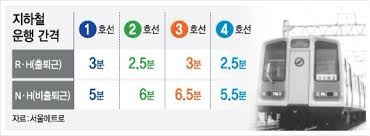 지하철
운행 간격
1 호선 2 호선 3 호선 4 호선
R·H(출퇴근) 3분 2.5분 3분 2.5분
N·H(비출퇴근) 5분 6분 6.5분 5.5분
자료:서울메트로